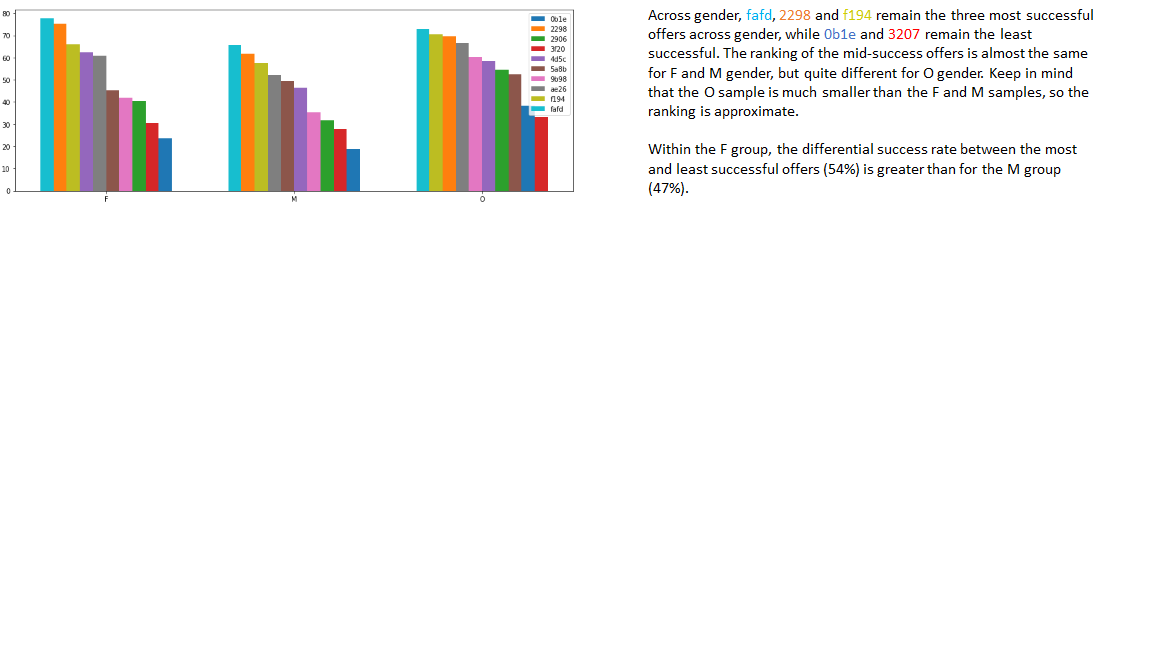 80
70
60
50
40
30
20
10
0
F M O
0b1e
2298
2906
3f20
4d5c
5a8b
9b98
ae26
f194
fafd
Across gender, fafd, 2298 and f194 remain the three most successful
offers across gender, while 0b1e and 3207 remain the least
successful. The ranking of the mid-success offers is almost the same
for F and M gender, but quite different for O gender. Keep in mind
that the O sample is much smaller than the F and M samples, so the
ranking is approximate.
Within the F group, the differential success rate between the most
and least successful offers (54%) is greater than for the M group
(47%).